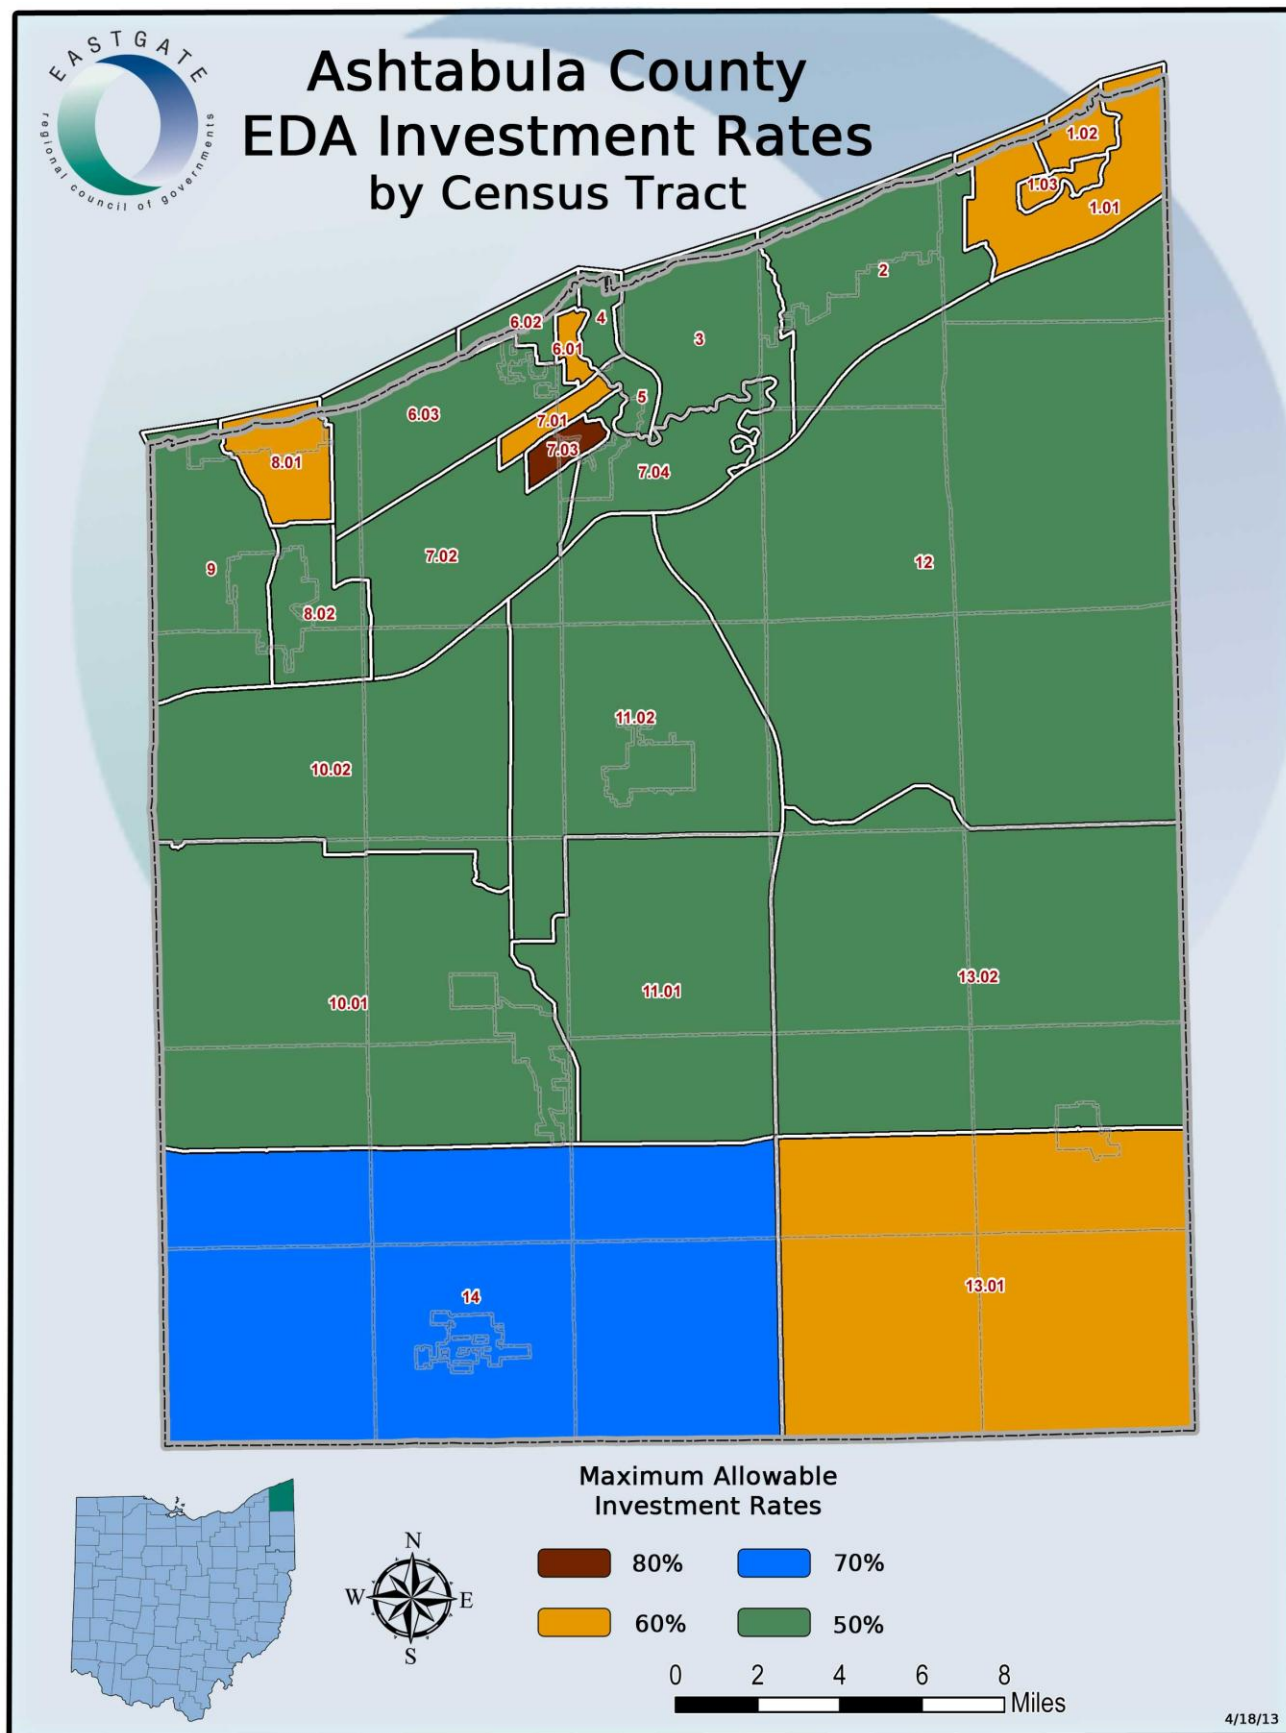 EASTGATE
regional council of governments
Ashtabula County
EDA Investment Rates
by Census Tract
1.02
1.03
1.01
2
6.02
4
6.01
3
6.03
5
7.01
8.01
7.03
7.04
7.02
12
9
8.02
11.02
10.02
13.02
11.01
10.01
13.01
14
Maximum Allowable
Investment Rates
80%
70%
60%
50%
N
W
E
S
0 2 4 6 8
Miles
4/18/13